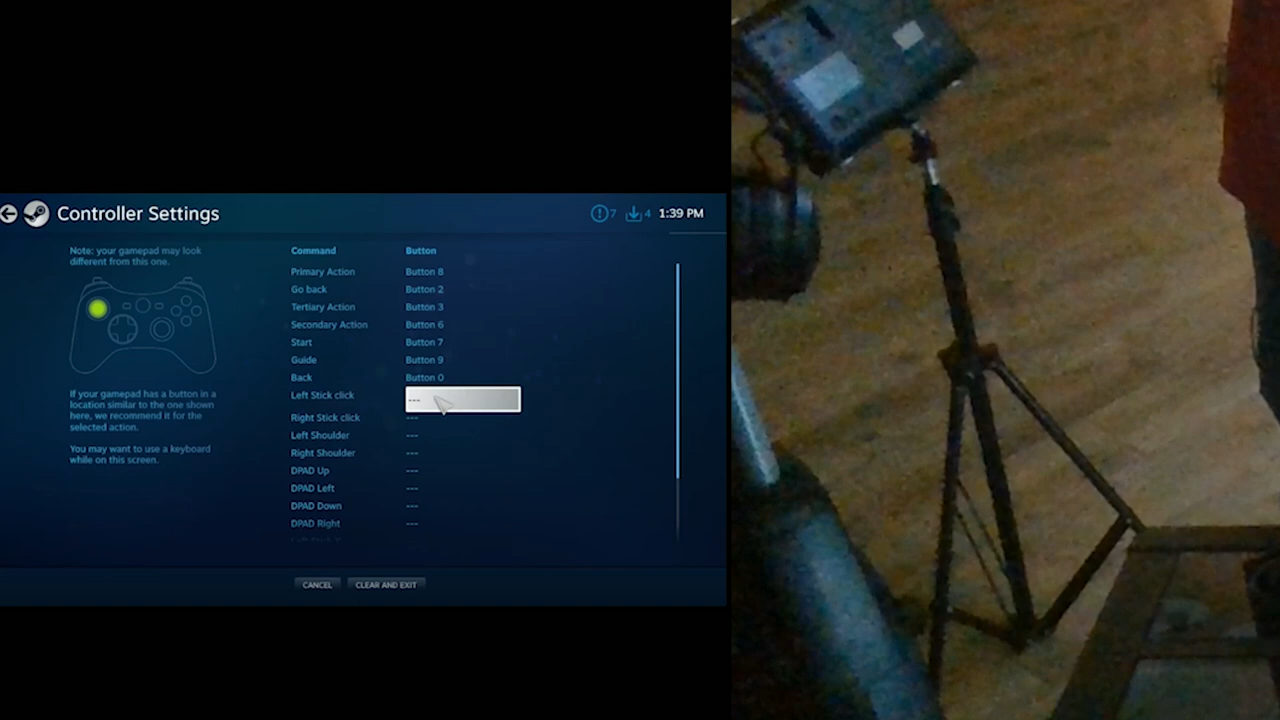 Controller Settings
7
4
1:39 PM
Note: your gamepad may look
different from this one.
If your gamepad has a button in a
location similar to the one shown
here, we recommend it for the
selected action.
You may want to use a keyboard
while on this screen.
Command Button
Primary Action Button 8
Go back Button 2
Tertiary Action Button 3
Secondary Action Button 6
Start Button 7
Guide Button 9
Back Button 0
Left Stick click ---
Right Stick click ---
Left Shoulder ---
Right Shoulder ---
DPAD Up ---
DPAD Left ---
DPAD Down ---
DPAD Right ---
CANCEL
CLEAR AND EXIT